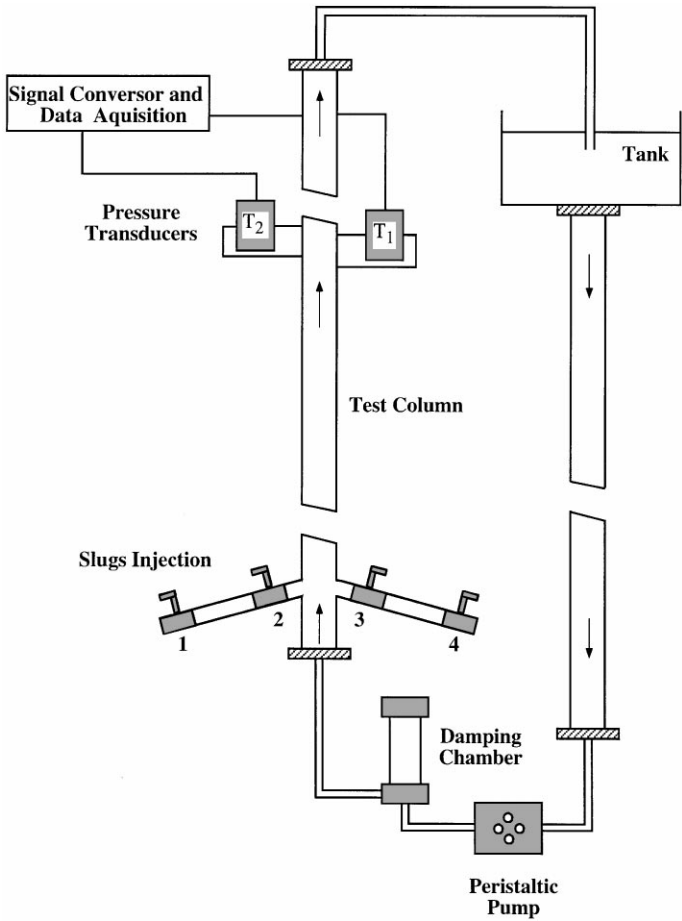 Signal Conversor and
Data Aquisition
Tank
Pressure
Transducers
T2
T1
Test Column
Slugs Injection
1
2
3
4
Damping
Chamber
Peristaltic
Pump